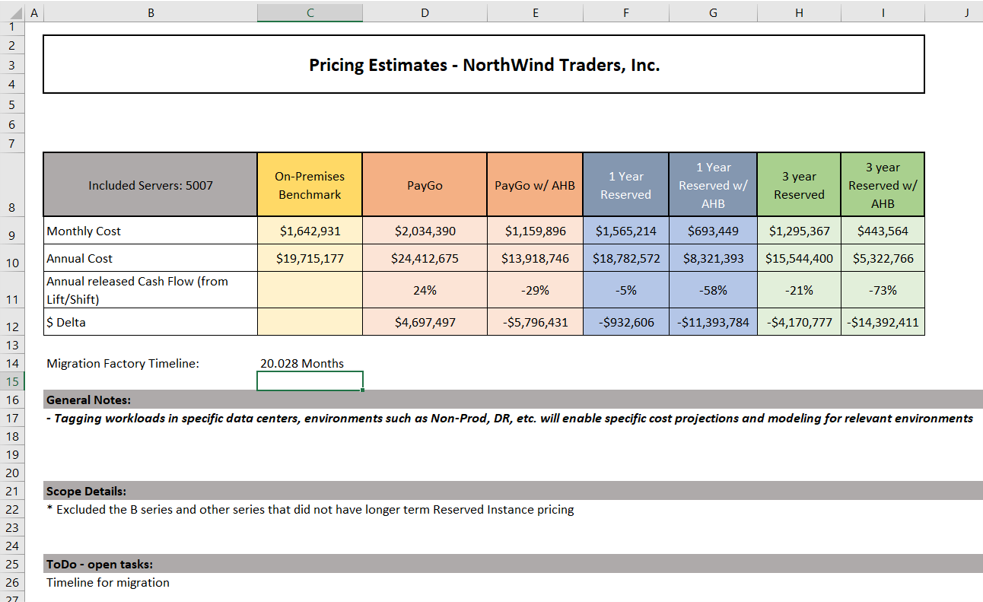 A B C D E F G H I J
1
2
3 Pricing Estimates - NorthWind Traders, Inc.
4
5
6
7
8 Included Servers: 5007 On-Premises Benchmark PayGo PayGo w/ AHB 1 Year Reserved 1 Year Reserved w/ AHB 3 year Reserved 3 year Reserved w/ AHB
9 Monthly Cost $1,642,931 $2,034,390 $1,159,896 $1,565,214 $693,449 $1,295,367 $443,564
10 Annual Cost $19,715,177 $24,412,675 $13,918,746 $18,782,572 $8,321,393 $15,544,400 $5,322,766
11 Annual released Cash Flow (from Lift/Shift) 24% -29% -5% -58% -21% -73%
12 $ Delta $4,697,497 -$5,796,431 -$932,606 -$11,393,784 -$4,170,777 -$14,392,411
13
14 Migration Factory Timeline: 20.028 Months
15
16 General Notes:
17 - Tagging workloads in specific data centers, environments such as Non-Prod, DR, etc. will enable specific cost projections and modeling for relevant environments
18
19
20
21 Scope Details:
22 * Excluded the B series and other series that did not have longer term Reserved Instance pricing
23
24
25 ToDo - open tasks:
26 Timeline for migration
27